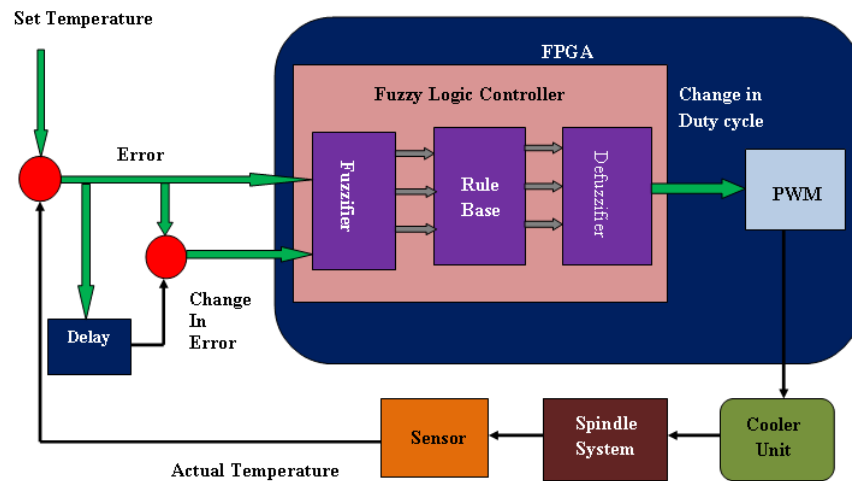 Set Temperature
FPGA
Fuzzy Logic Controller
Change in
Duty cycle
Error
Fuzzifier
Rule
Base
Defuzzifier
PWM
Change
In
Error
Delay
Sensor
Spindle
System
Cooler
Unit
Actual Temperature